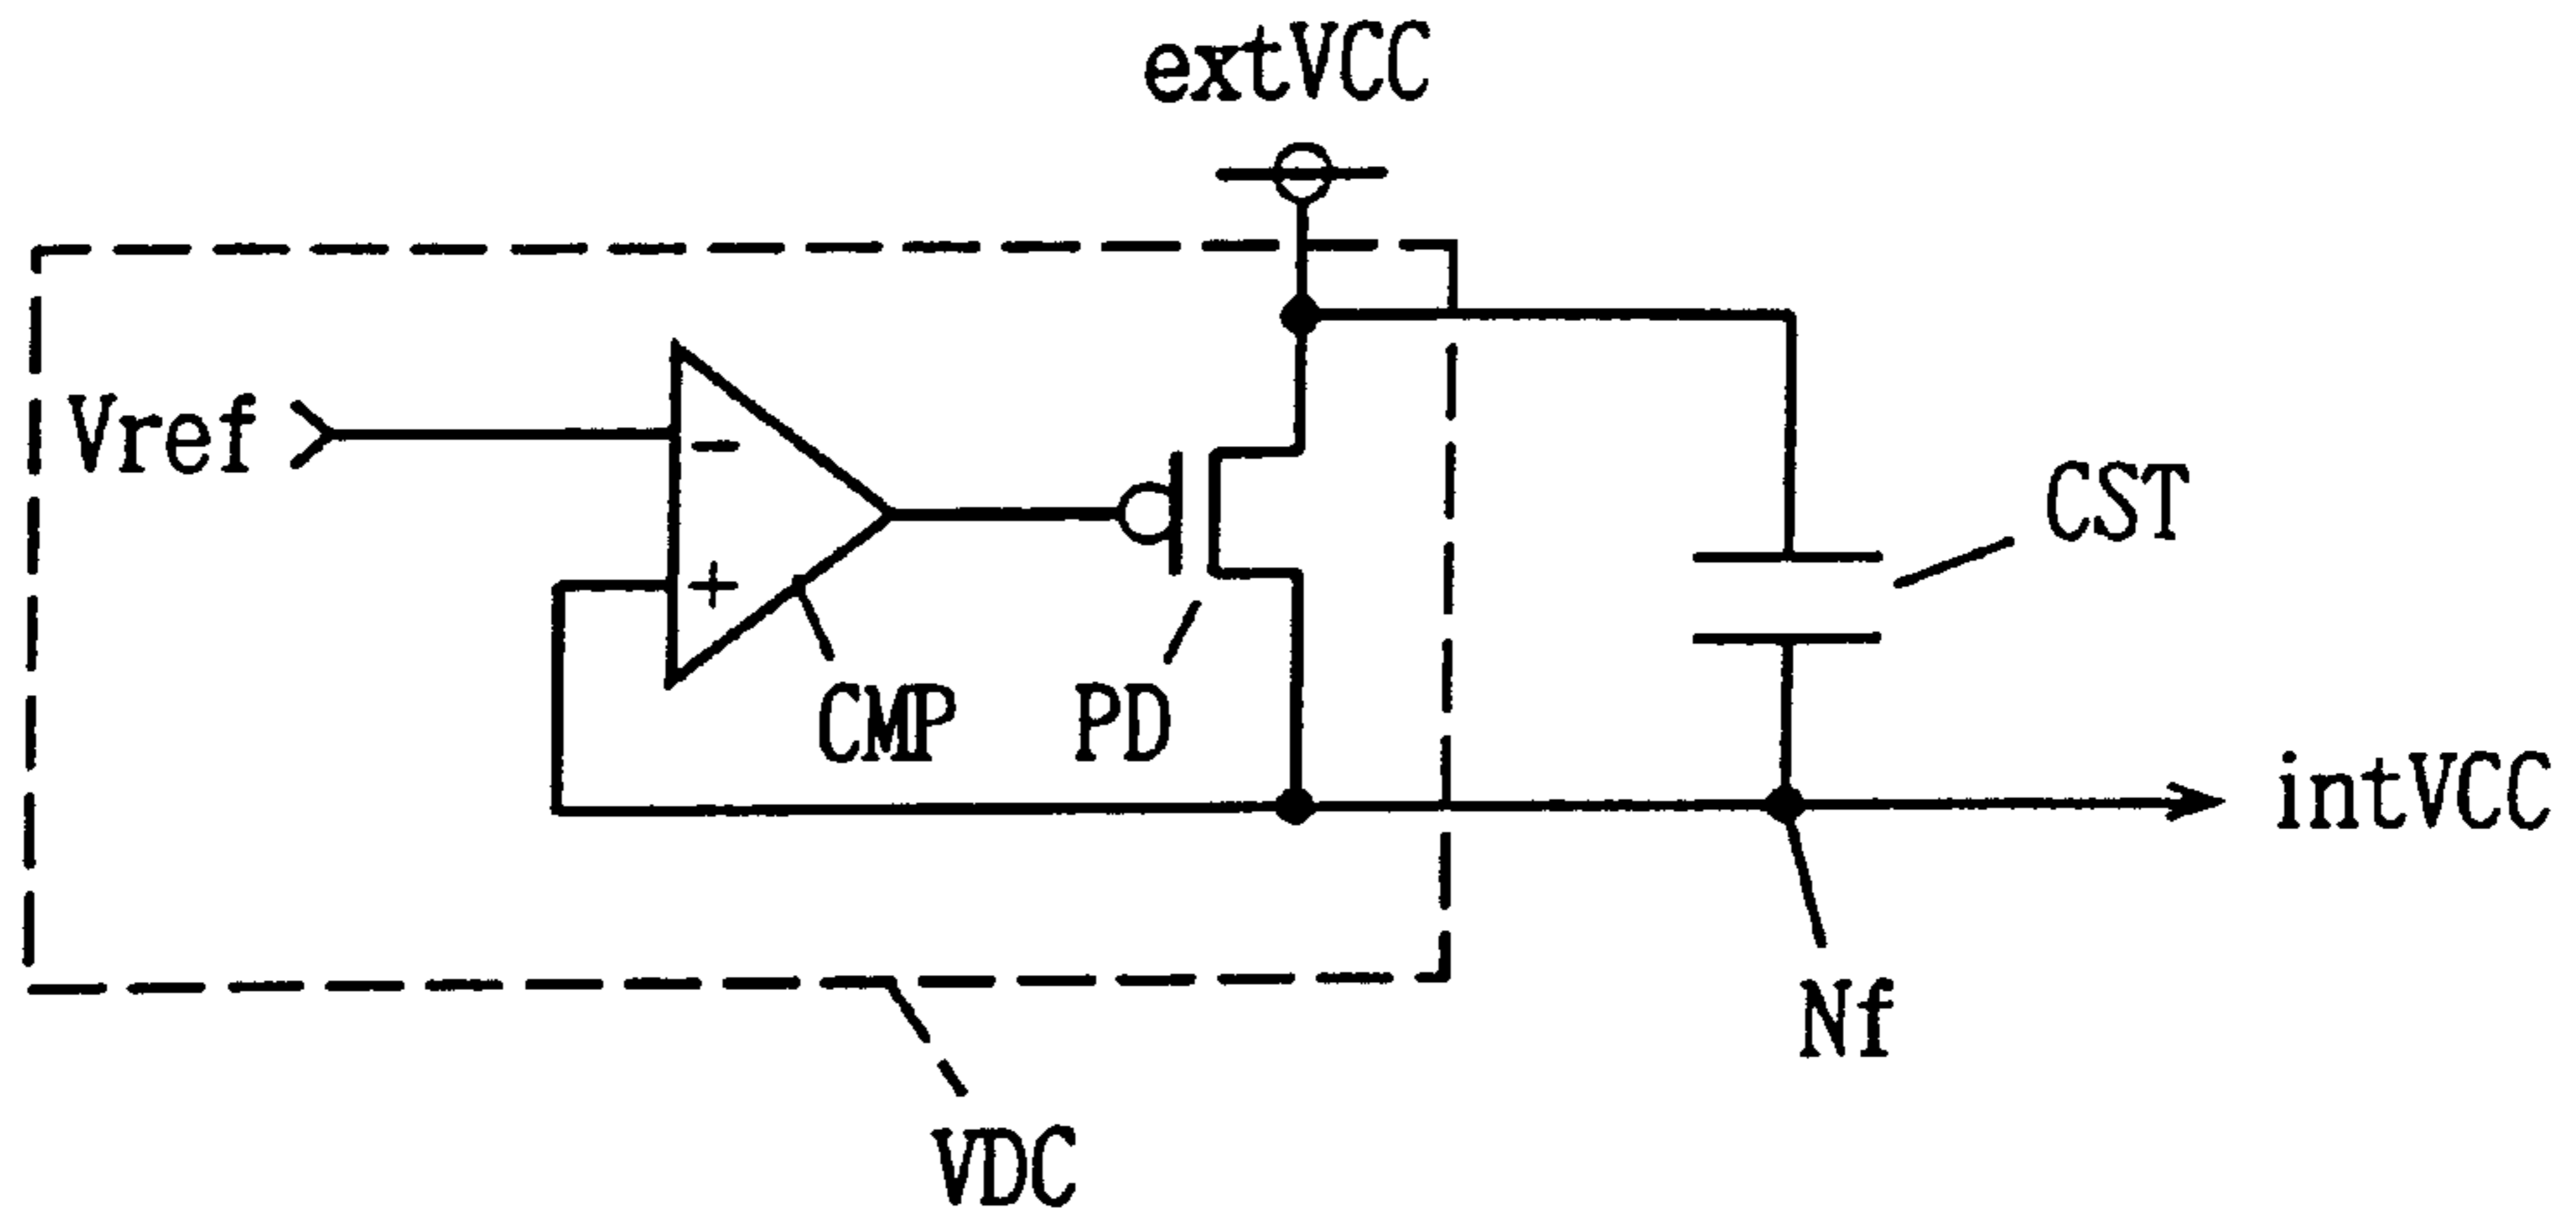 extVCC
Vref
-
+
CST
CMP
PD
intVCC
Nf
VDC